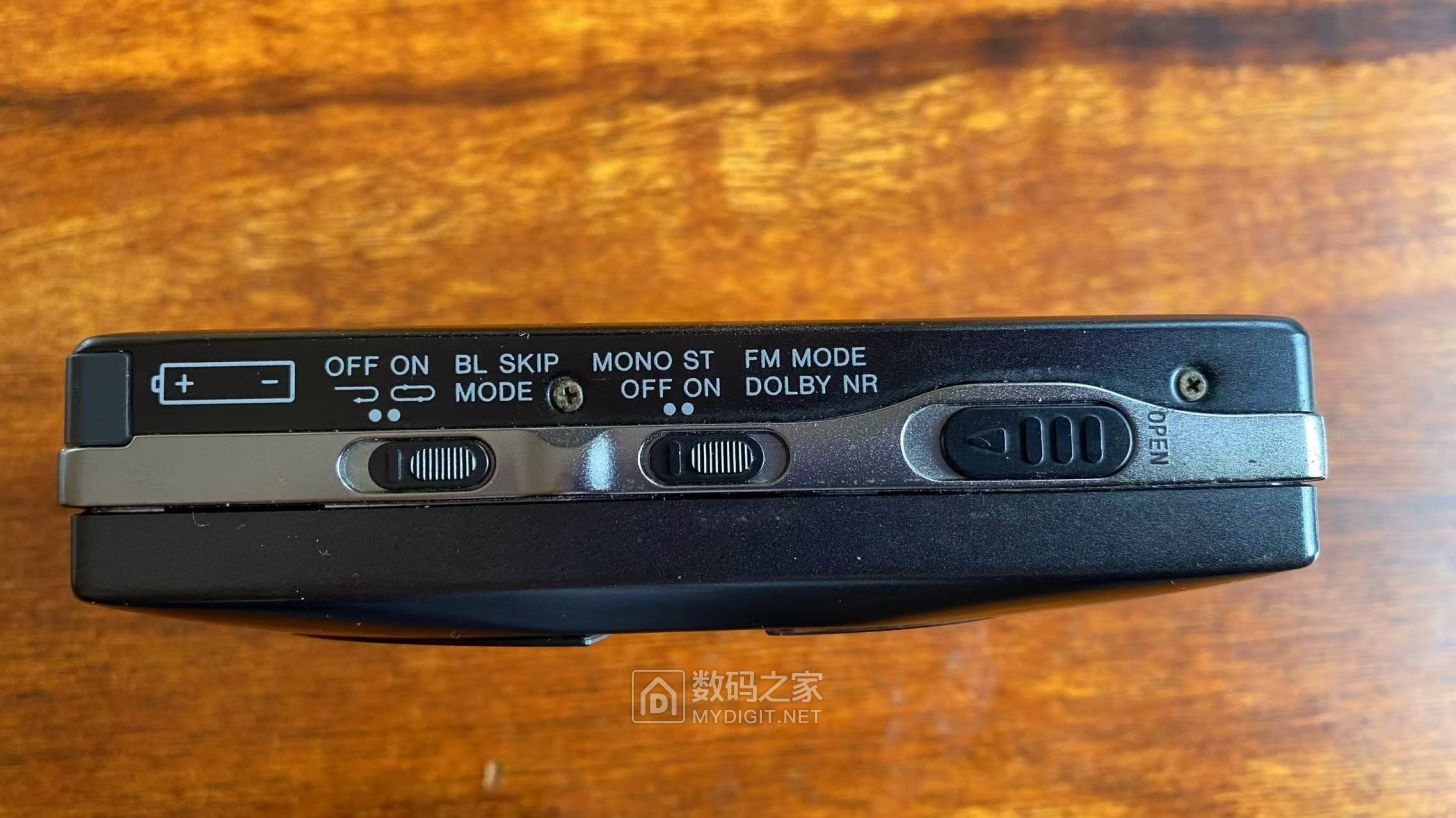 + −
OFF ON BL SKIP
MODE
MONO ST FM MODE
OFF ON DOLBY NR
OPEN
数码之家
MYDIGIT.NET